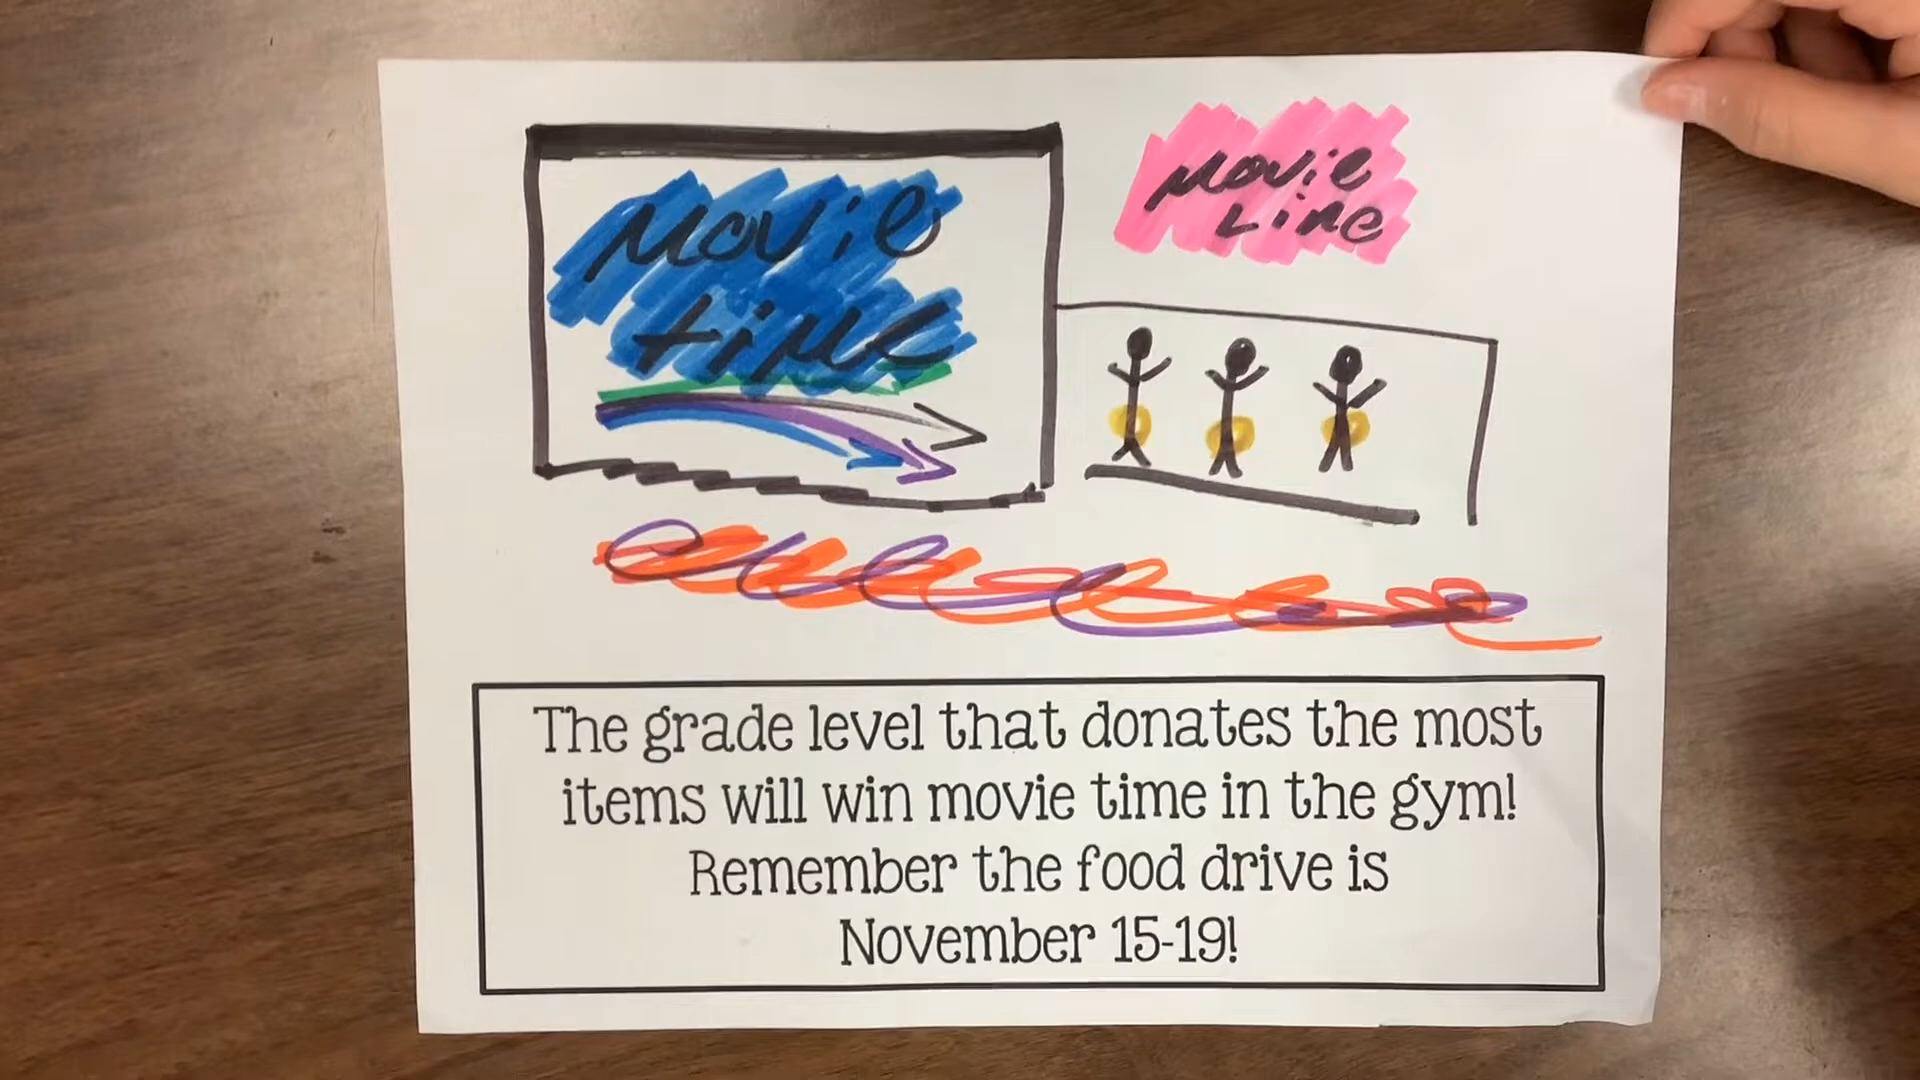 Movie
time
Movie
Line
The grade level that donates the most
items will win movie time in the gym!
Remember the food drive is
November 15-19!